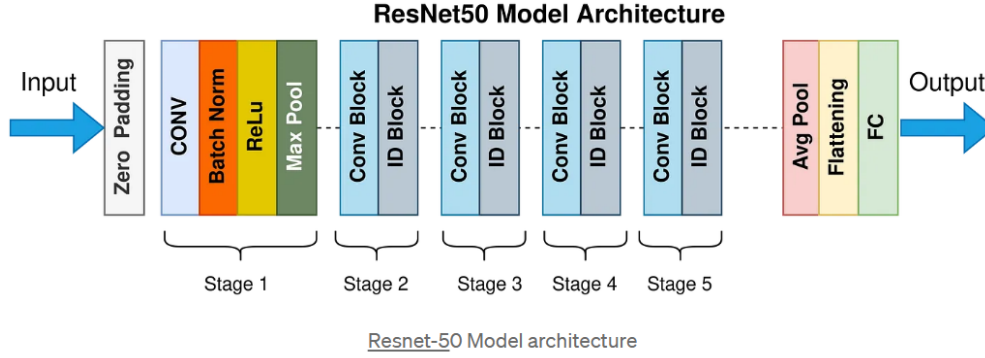 ResNet50 Model Architecture
Input
Output
Zero Padding
CONV
Batch Norm
ReLu
Max Pool
Conv Block
ID Block
Conv Block
ID Block
Conv Block
ID Block
Conv Block
ID Block
Avg Pool
Flattening
FC
Stage 1
Stage 2
Stage 3
Stage 4
Stage 5
Resnet-50 Model architecture